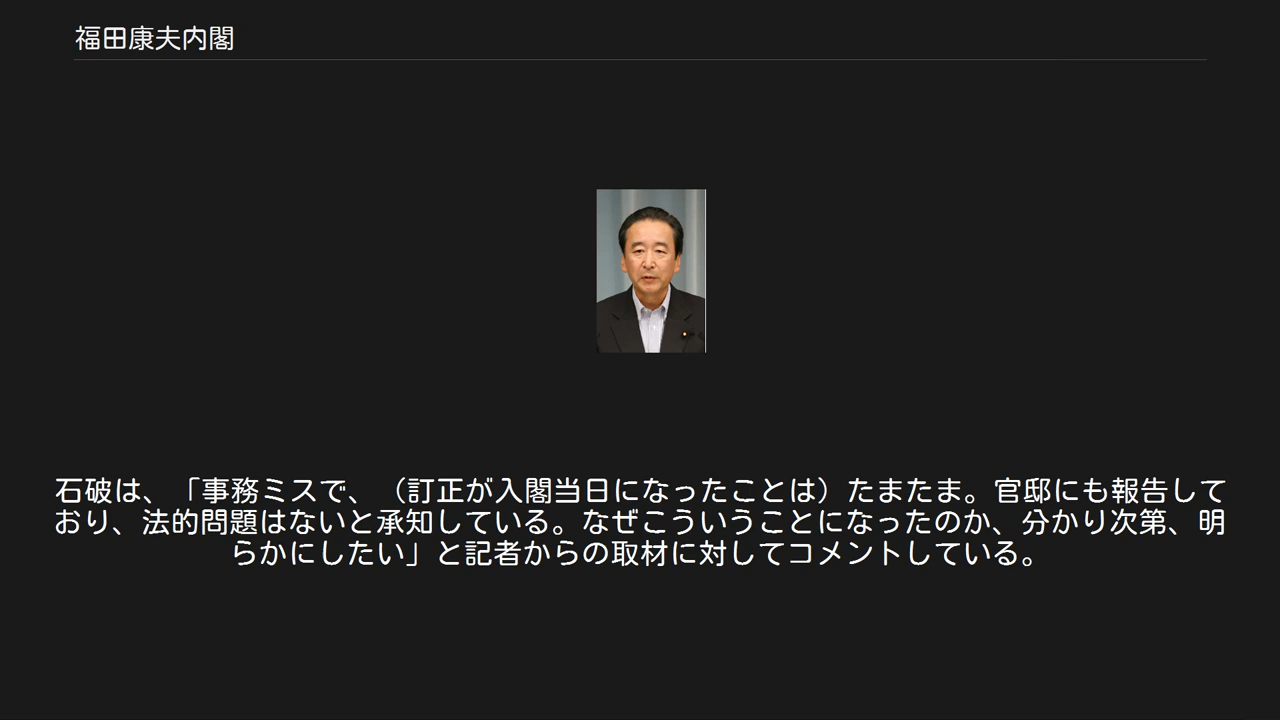 福田康夫内閣
石破は、「事務ミスで、（訂正が入閣当日になったことは）たまたま。官邸にも報告して
おり、法的問題はないと承知している。なぜこういうことになったのか、分かり次第、明
らかにしたい」と記者からの取材に対してコメントしている。